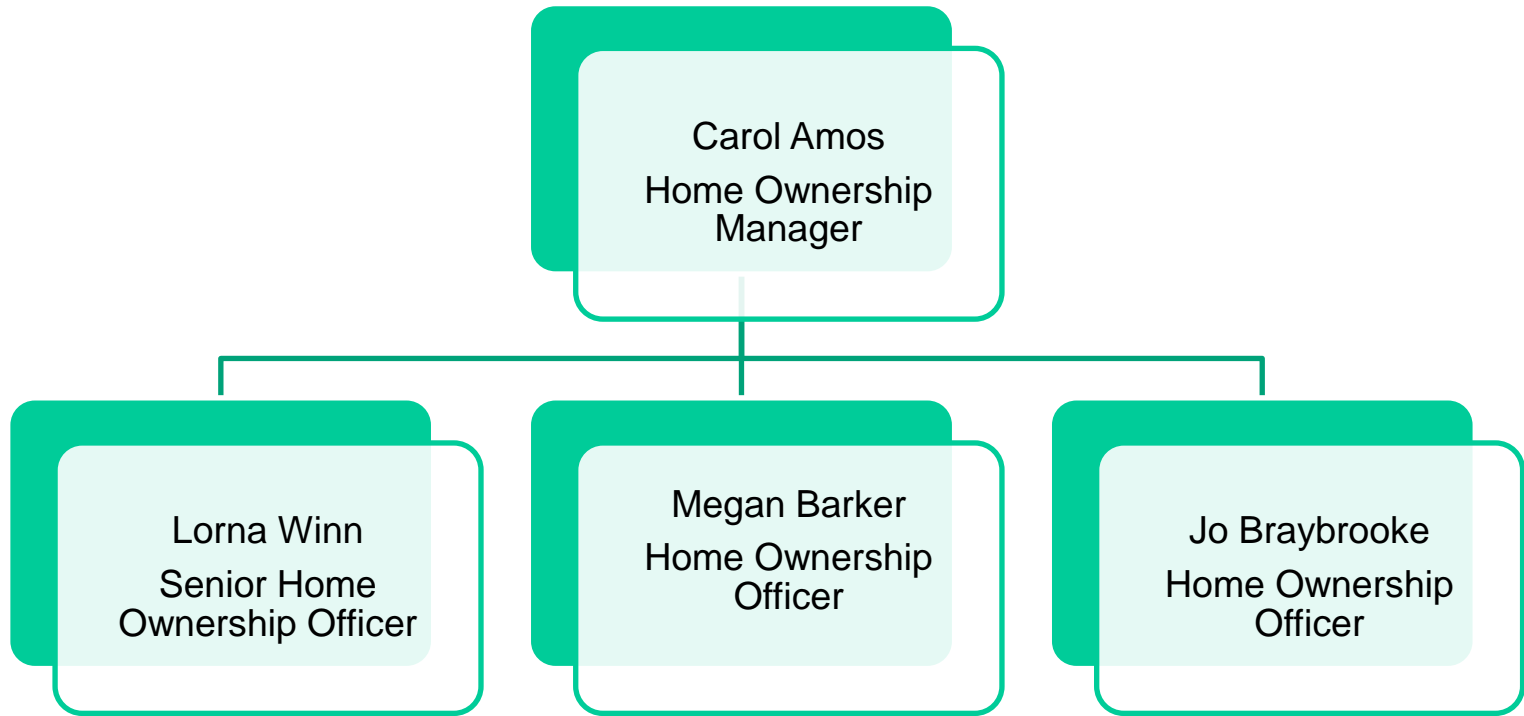 Carol Amos
Home Ownership
Manager
Lorna Winn
Senior Home
Ownership Officer
Megan Barker
Home Ownership
Officer
Jo Braybrooke
Home Ownership
Officer